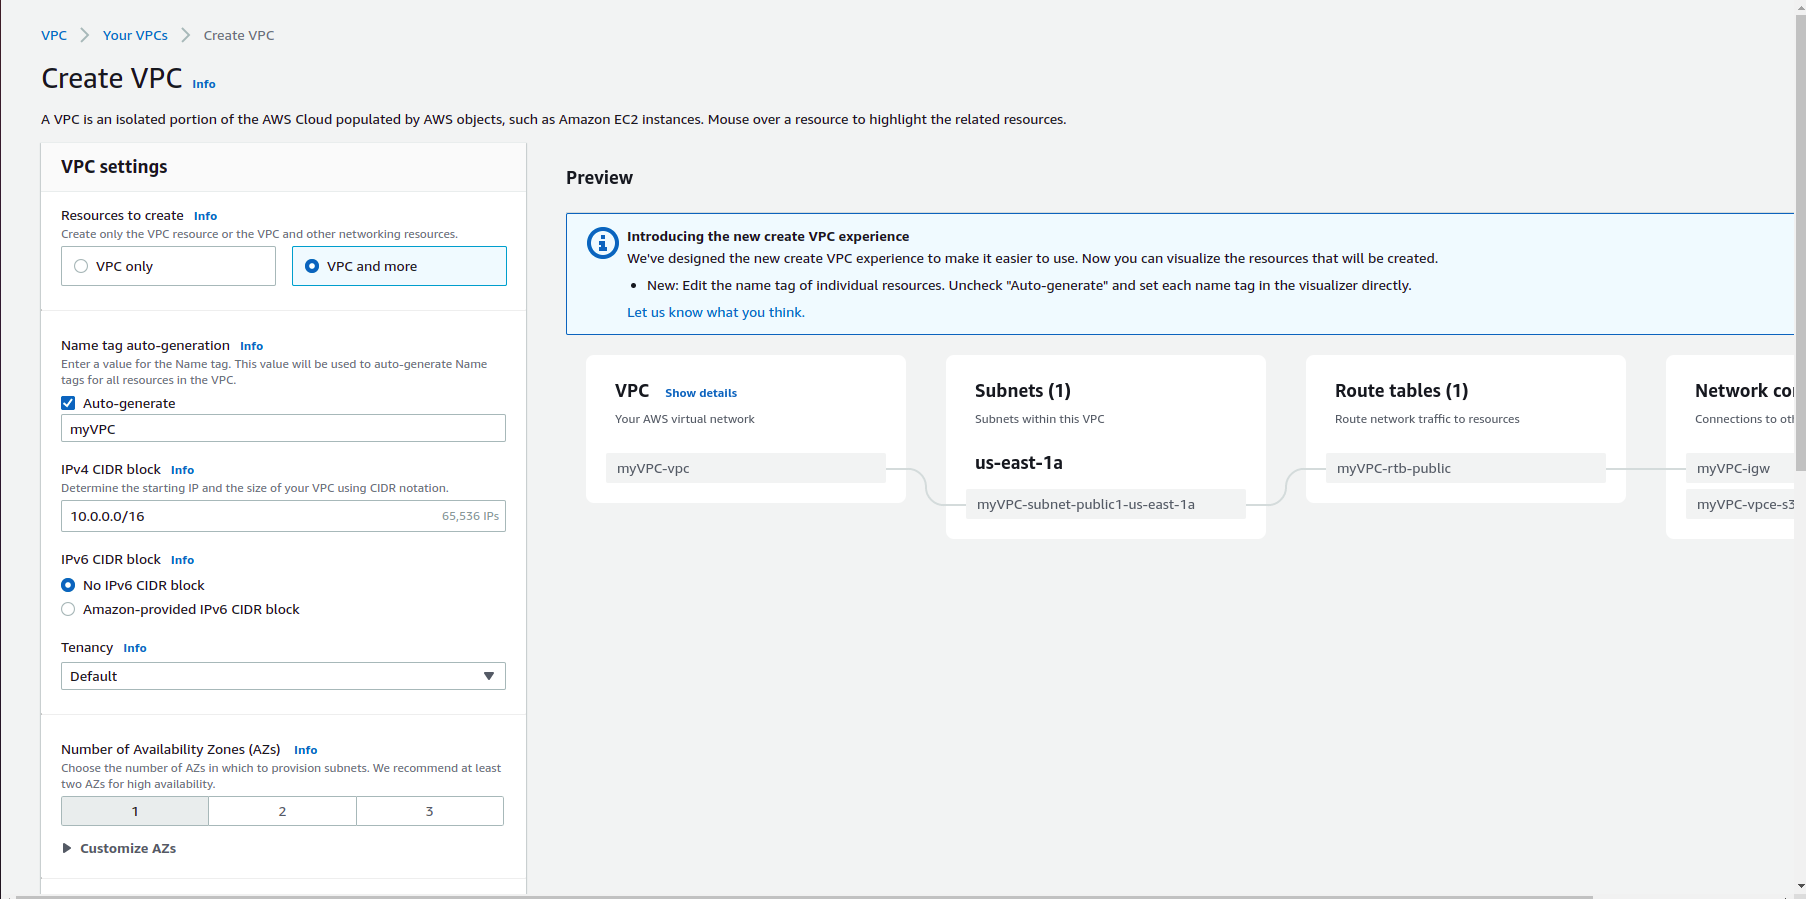 VPC
Your VPCs
Create VPC
Create VPC Info
A VPC is an isolated portion of the AWS Cloud populated by AWS objects, such as Amazon EC2 instances. Mouse over a resource to highlight the related resources.
VPC settings
Resources to create Info
Create only the VPC resource or the VPC and other networking resources.
VPC only
VPC and more
Name tag auto-generation Info
Enter a value for the Name tag. This value will be used to auto-generate Name
tags for all resources in the VPC.
Auto-generate
myVPC
IPv4 CIDR block Info
Determine the starting IP and the size of your VPC using CIDR notation.
10.0.0.0/16
65,536 IPs
IPv6 CIDR block Info
No IPv6 CIDR block
Amazon-provided IPv6 CIDR block
Tenancy Info
Default
Number of Availability Zones (AZs) Info
Choose the number of AZs in which to provision subnets. We recommend at least
two AZs for high availability.
1
2
3
Customize AZs
Preview
Introducing the new create VPC experience
We've designed the new create VPC experience to make it easier to use. Now you can visualize the resources that will be created.
• New: Edit the name tag of individual resources. Uncheck "Auto-generate" and set each name tag in the visualizer directly.
Let us know what you think.
VPC Show details
Your AWS virtual network
myVPC-vpc
Subnets (1)
Subnets within this VPC
us-east-1a
myVPC-subnet-public1-us-east-1a
Route tables (1)
Route network traffic to resources
myVPC-rtb-public
Network
Connections to
myVPC-igw
myVPC-vpce-s3